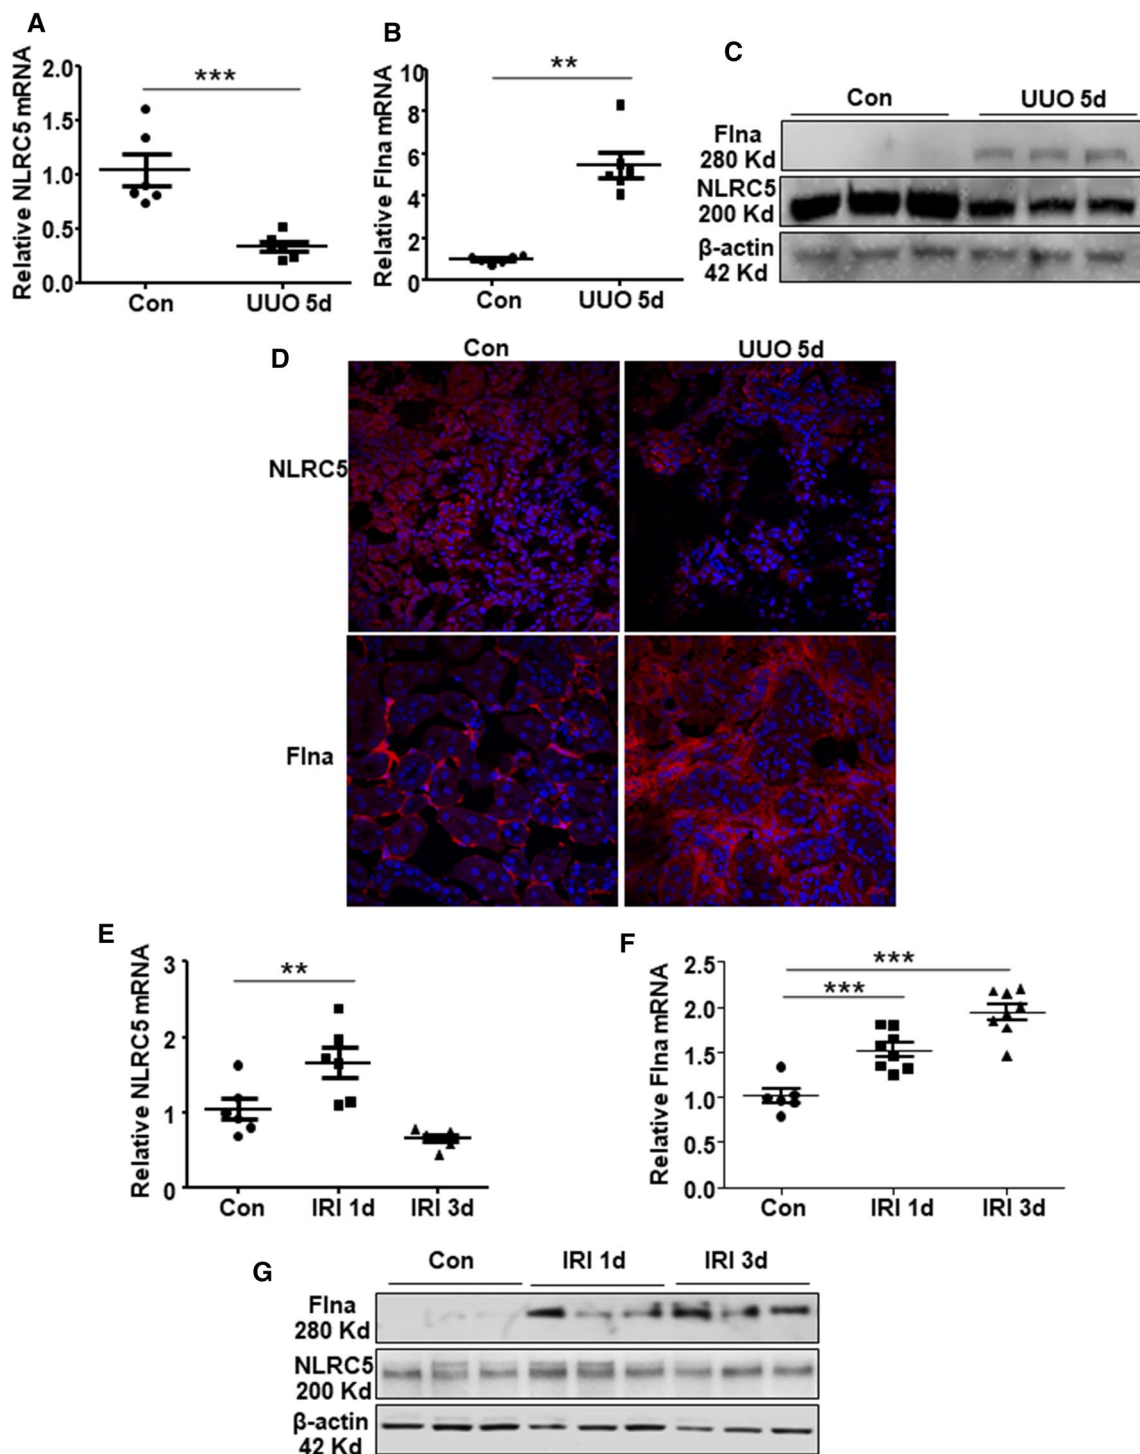 A
Relative NLRC5 mRNA
2.0
1.5
1.0
0.5
0.0
***
Con
UUO 5d
B
Relative Flna mRNA
10
8
6
4
2
0
**
Con
UUO 5d
C
Con
UUO 5d
Flna
280 Kd
NLRC5
200 Kd
β-actin
42 Kd
D
Con
UUO 5d
NLRC5
Flna
E
Relative NLRC5 mRNA
3
2
1
0
**
Con
IRI 1d
IRI 3d
F
Relative Flna mRNA
2.5
2.0
1.5
1.0
0.5
0.0
***
***
Con
IRI 1d
IRI 3d
G
Con
IRI 1d
IRI 3d
Flna
280 Kd
NLRC5
200 Kd
β-actin
42 Kd